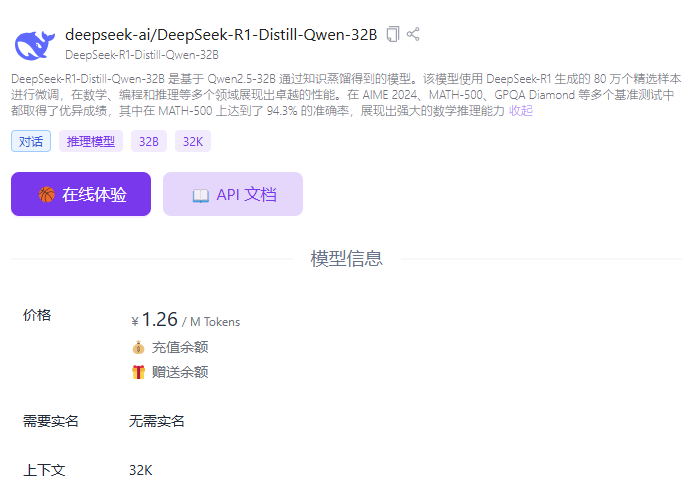 deepseek-ai/DeepSeek-R1-Distill-Qwen-32B
DeepSeek-R1-Distill-Qwen-32B
DeepSeek-R1-Distill-Qwen-32B 是基于 Qwen2.5-32B 通过知识蒸馏得到的模型。该模型使用 DeepSeek-R1 生成的 80 万个精选样本
进行微调，在数学、编程和推理等多个领域展现出卓越的性能。在 AIME 2024、MATH-500、GPQA Diamond 等多个基准测试中
都取得了优异成绩，其中在 MATH-500 上达到了 94.3% 的准确率，展现出强大的数学推理能力 收起
对话 推理模型 32B 32K
在线体验 API 文档
模型信息
价格
¥ 1.26 / M Tokens
充值余额
赠送余额
需要实名 无需实名
上下文 32K